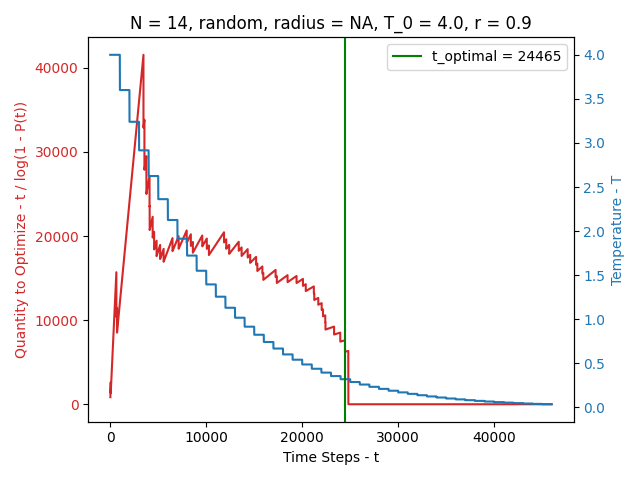 N = 14, random, radius = NA, T_0 = 4.0, r = 0.9
t_optimal = 24465
Quantity to Optimize - t / log(1 - P(t))
40000
30000
20000
10000
0
4.0
3.5
3.0
2.5
2.0
1.5
1.0
0.5
0.0
Temperature - T
0 10000 20000 30000 40000
Time Steps - t